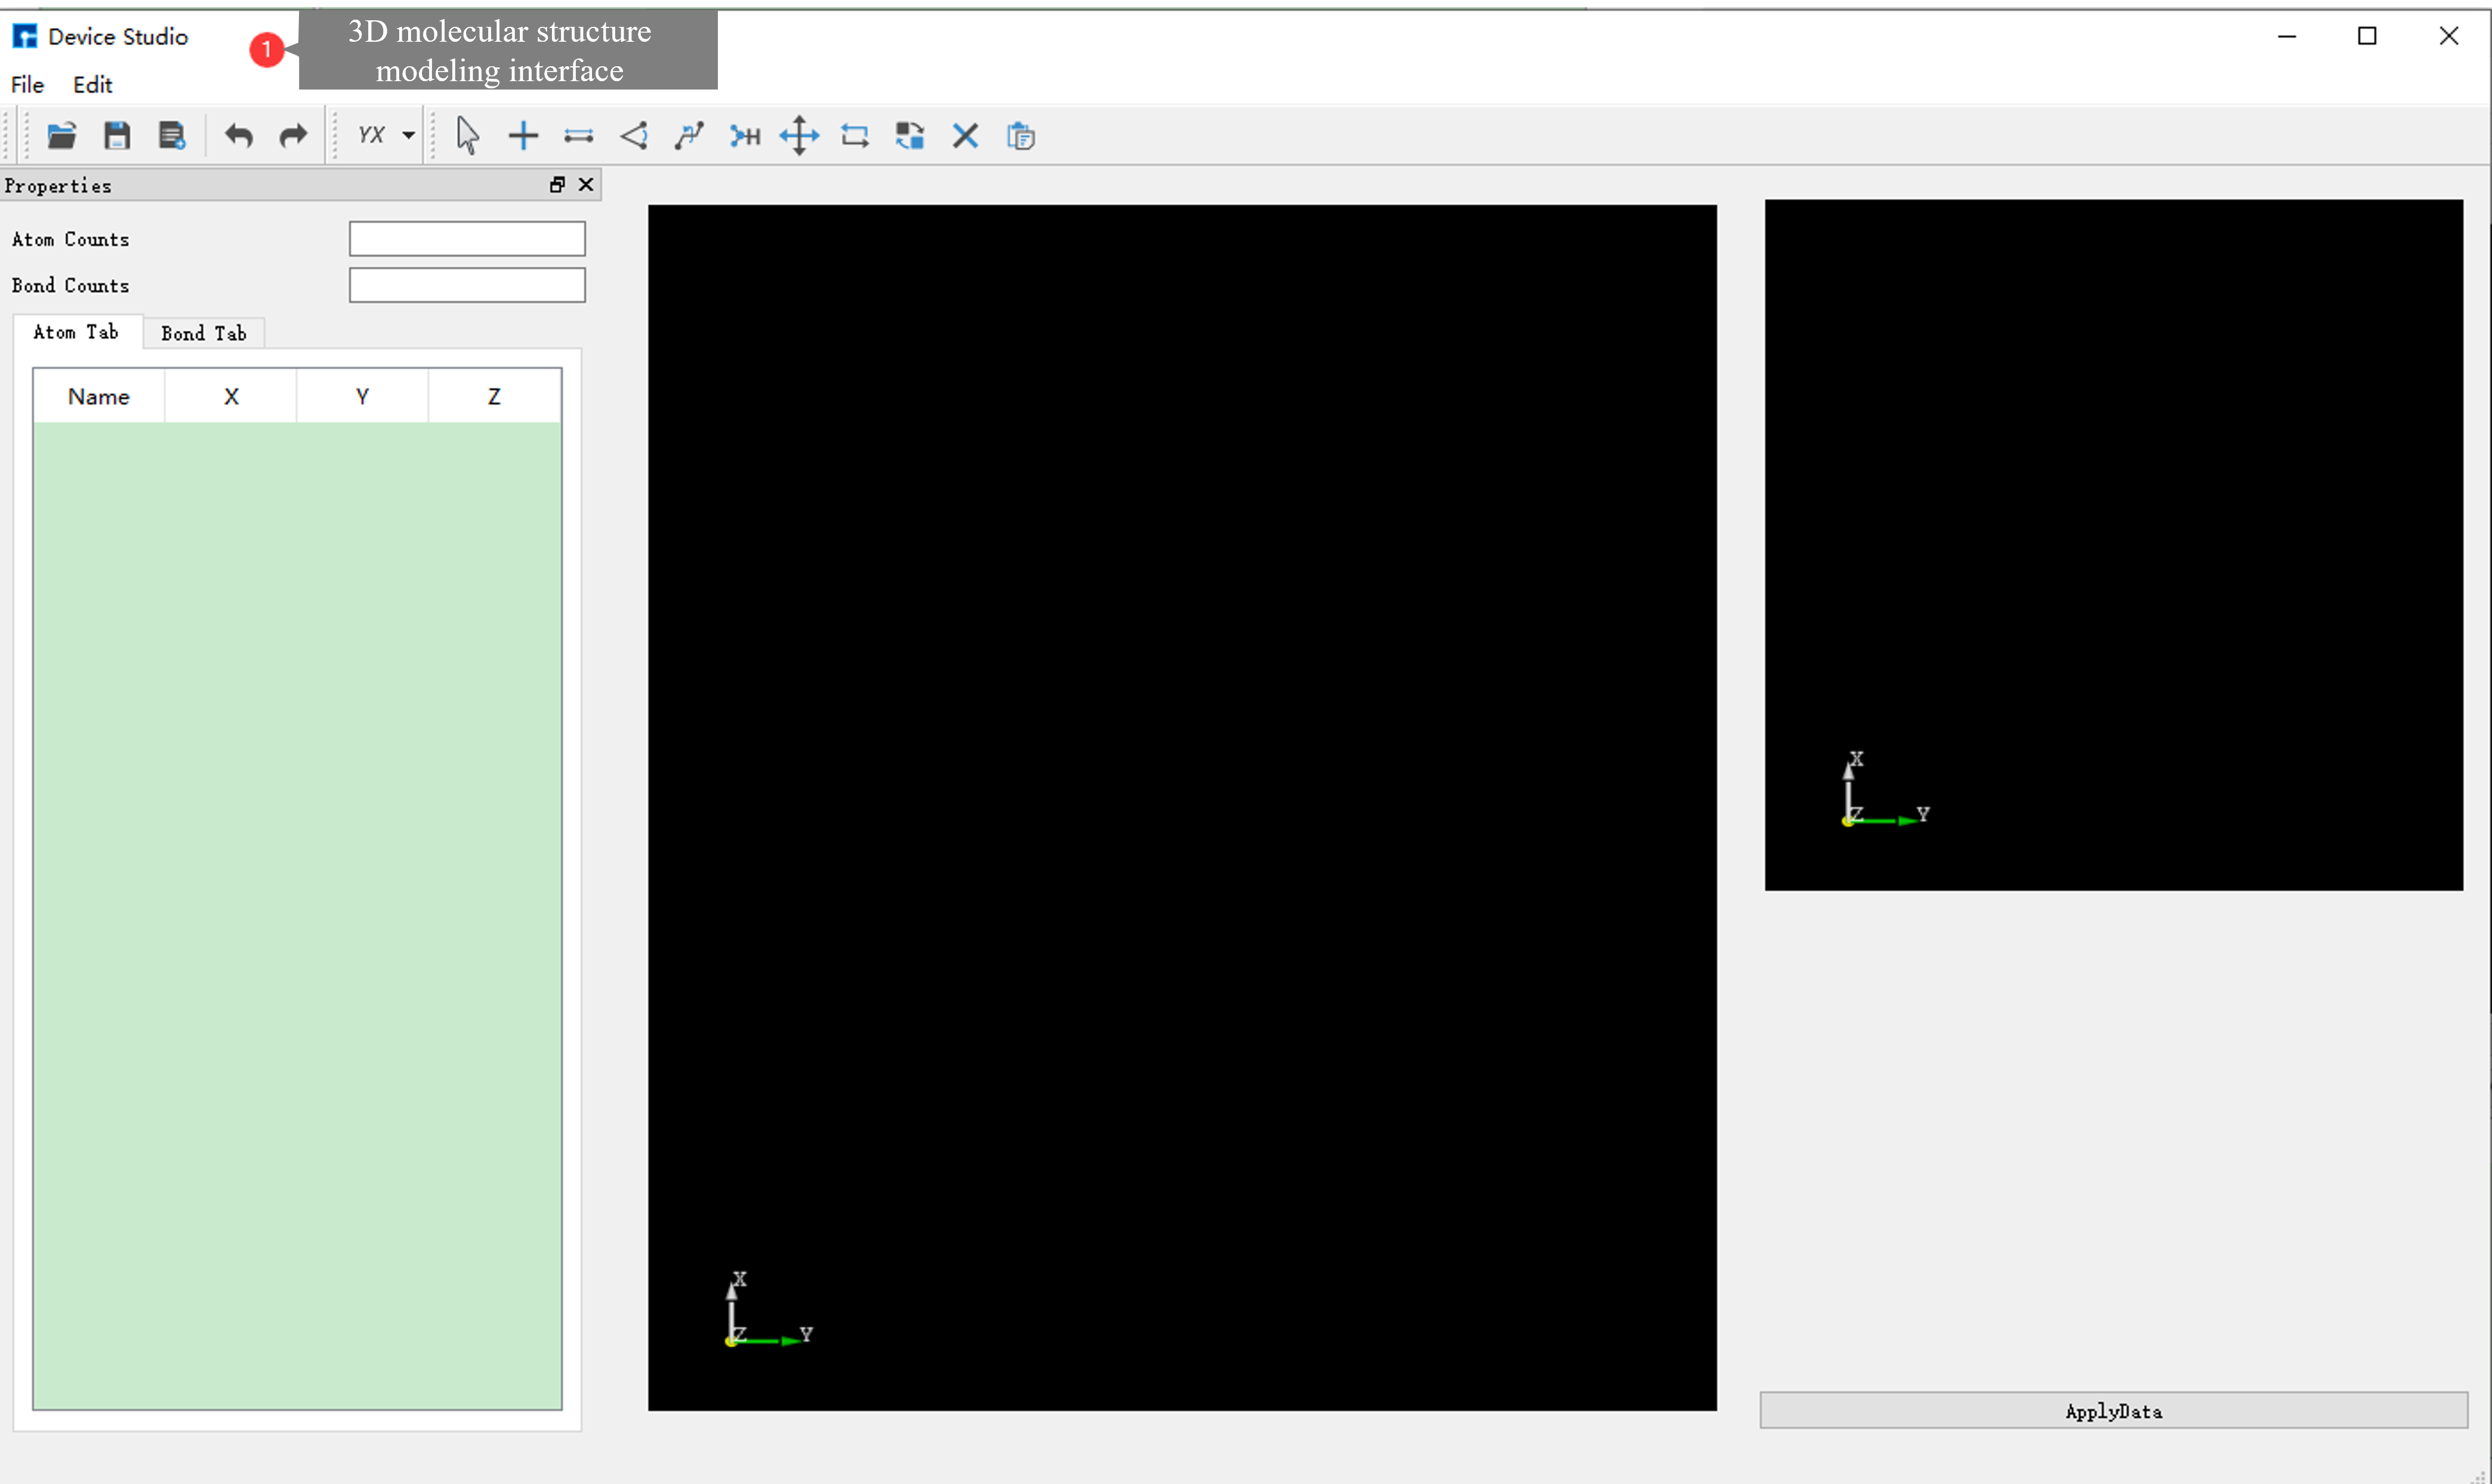 Device Studio
1
3D molecular structure
modeling interface
File Edit
YX
H
Properties
Atom Counts
Bond Counts
Atom Tab Bond Tab
Name X Y Z
X
Z Y
X
Z Y
ApplyData